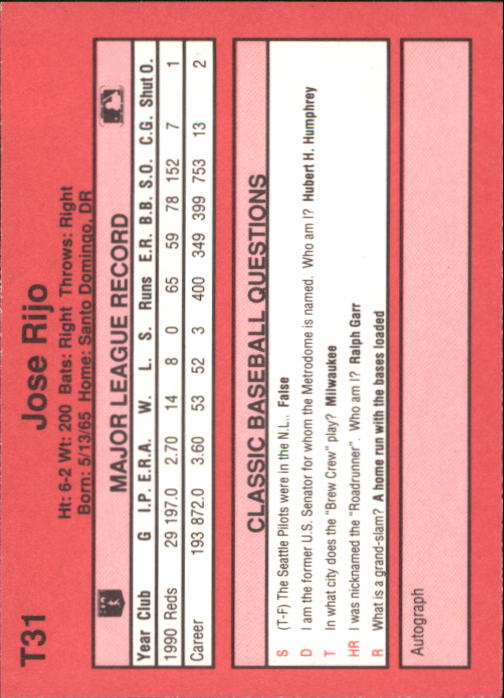 T31
Jose Rijo
Ht: 6-2 Wt: 200 Bats: Right Throws: Right
Born: 5/13/65 Home: Santo Domingo, DR
MAJOR LEAGUE RECORD
Year Club G I.P. E.R.A. W. L. S. Runs E.R. B.B. S.O. C.G. Shut O.
1990 Reds 29 197.0 2.70 14 8 0 65 59 78 152 7 1
Career 193 872.0 3.60 53 52 3 400 349 399 753 13 2
CLASSIC BASEBALL QUESTIONS
S (T-F) The Seattle Pilots were in the N.L.. False
D I am the former U.S. Senator for whom the Metrodome is named. Who am I? Hubert H. Humphrey
T In what city does the "Brew Crew" play? Milwaukee
HR I was nicknamed the "Roadrunner". Who am I? Ralph Garr
R What is a grand-slam? A home run with the bases loaded
Autograph